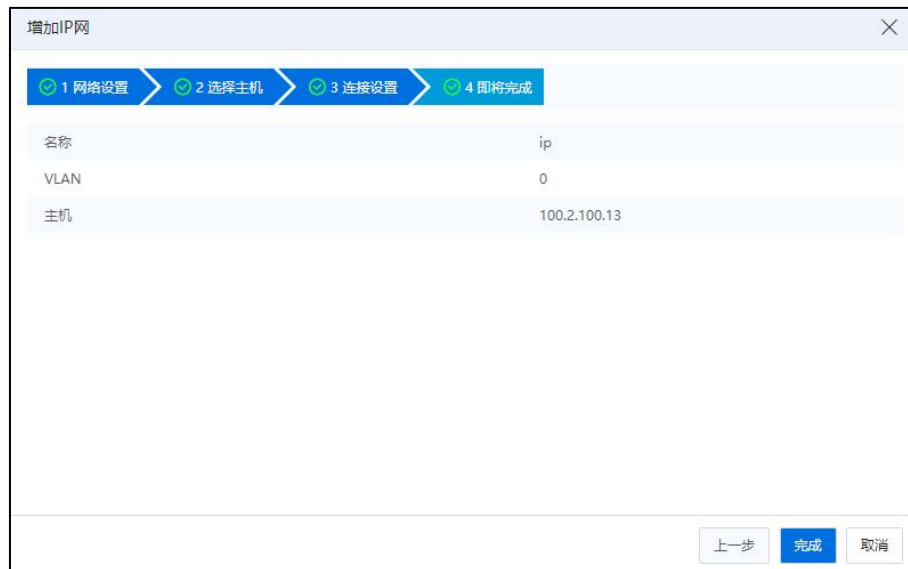 增加IP网
1 网络设置 2 选择主机 3 连接设置 4 即将完成
名称 ip
VLAN 0
主机 100.2.100.13
上一步 完成 取消